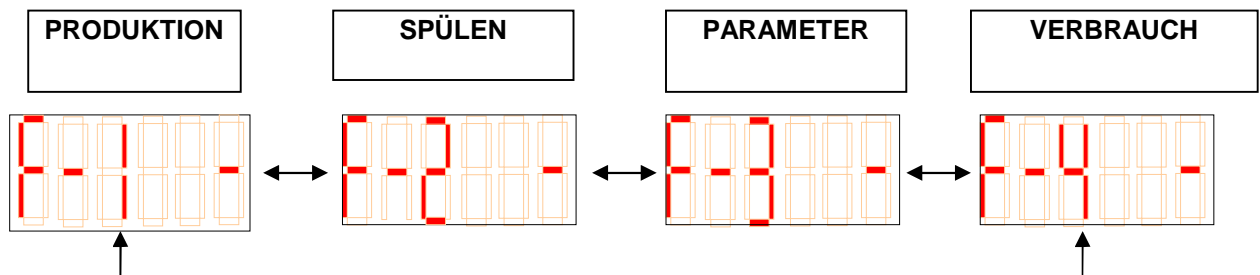 PRODUKTION
SPÜLEN
PARAMETER
VERBRAUCH
F-1 -
F-2 -
F-3 -
F-4 -